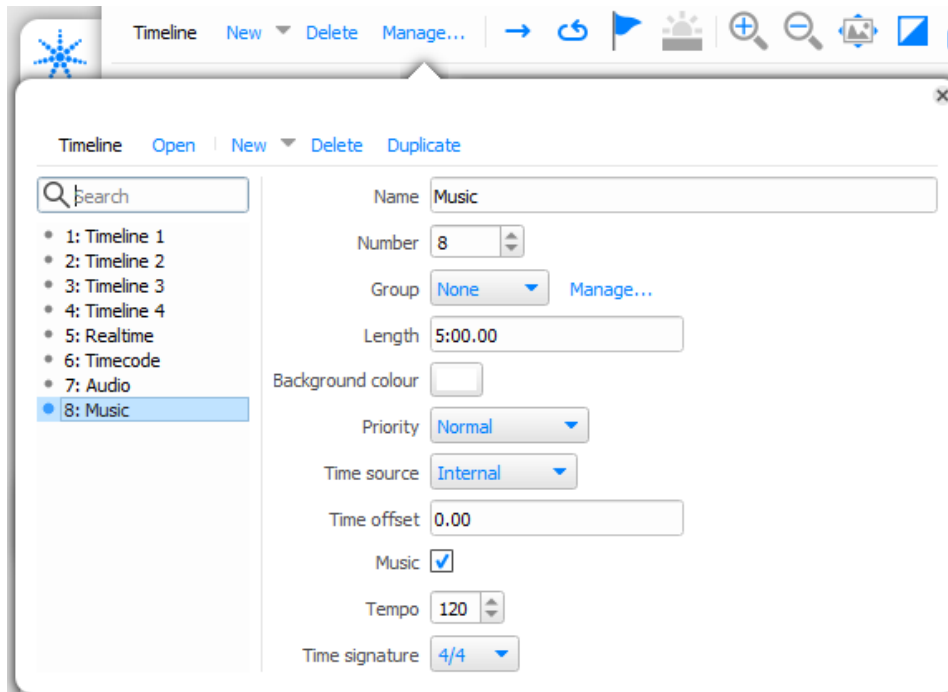 Timeline New Delete Manage...
Timeline Open New Delete Duplicate
Search
1: Timeline 1
2: Timeline 2
3: Timeline 3
4: Timeline 4
5: Realtime
6: Timecode
7: Audio
8: Music
Name Music
Number 8
Group None Manage...
Length 5:00.00
Background colour
Priority Normal
Time source Internal
Time offset 0.00
Music
Tempo 120
Time signature 4/4